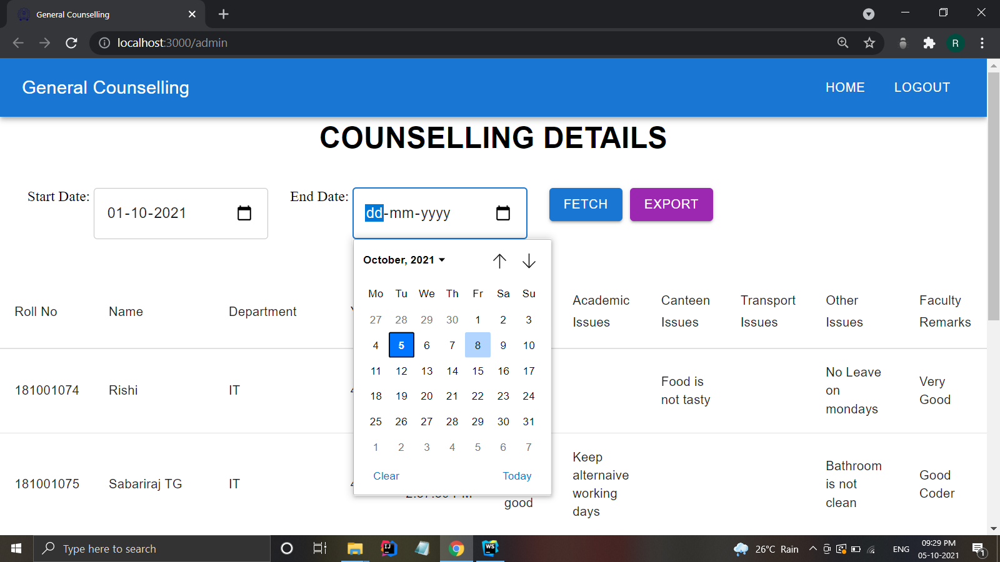 General Counselling
localhost:3000/admin
R
General Counselling
HOME
LOGOUT
COUNSELLING DETAILS
Start Date:
01-10-2021
End Date:
dd-mm-yyyy
FETCH
EXPORT
October, 2021
Mo Tu We Th Fr Sa Su
27 28 29 30 1 2 3
4 5 6 7 8 9 10
11 12 13 14 15 16 17
18 19 20 21 22 23 24
25 26 27 28 29 30 31
1 2 3 4 5 6 7
Clear
Today
Roll No
Name
Department
Academic
Issues
Canteen
Issues
Transport
Issues
Other
Issues
Faculty
Remarks
181001074
Rishi
IT
Food is
not tasty
No Leave
on
mondays
Very
Good
181001075
Sabariraj TG
IT
good
Keep
alternaive
working
days
Bathroom
is not
clean
Good
Coder
Type here to search
IJ
WS
26°C Rain
ENG
09:29 PM
05-10-2021
1